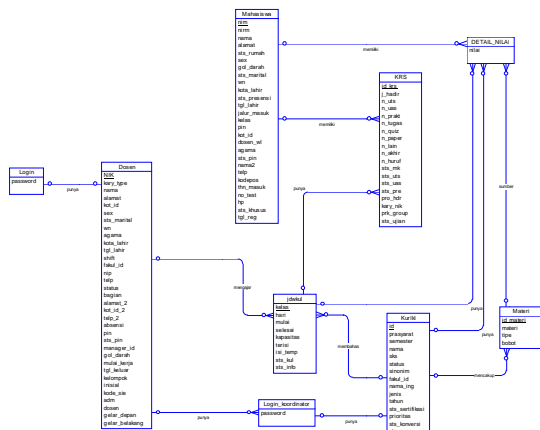 Mahasiswa
nim
nirm
nama
alamat
sts_rumah
sex
gol_darah
sts_marital
wn
kota_lahir
sts_presensi
tgl_lahir
jalur_masuk
kelas
pin
kot_id
dosen_wl
agama
sts_pin
nama2
telp
kodepos
thn_masuk
no_test
hp
sts_khusus
tgl_reg
memiliki
memiliki
DETAIL_NILAI
nilai
KRS
id_krs
j_hadir
n_uts
n_uas
n_prakt
n_tugas
n_quiz
n_paper
n_lain
n_akhir
n_huruf
sts_mk
sts_uts
sts_uas
sts_pre
pro_hdr
kary_nik
prk_group
sts_ujian
punya
sumber
Login
password
punya
Dosen
NIK
kary_type
nama
alamat
kot_id
sex
sts_marital
wn
agama
kota_lahir
tgl_lahir
shift
fakul_id
nip
telp
status
bagian
alamat_2
kot_id_2
telp_2
absensi
pin
sts_pin
manager_id
gol_darah
mulai_kerja
tgl_keluar
kelompok
inisial
kode_sie
adm
dosen
gelar_depan
gelar_belakang
mengajar
jdwkul
kelas
hari
mulai
selesai
kapasitas
terisi
isi_temp
sts_kul
sts_info
punya
membahas
Kurikl
id
prasyarat
semester
nama
sks
status
sinonim
fakul_id
nama_ing
jenis
tahun
sts_sertifikasi
prioritas
sts_konversi
punya
mencakup
Materi
id_materi
materi
tipe
bobot
punya
Login_koordinator
password
punya